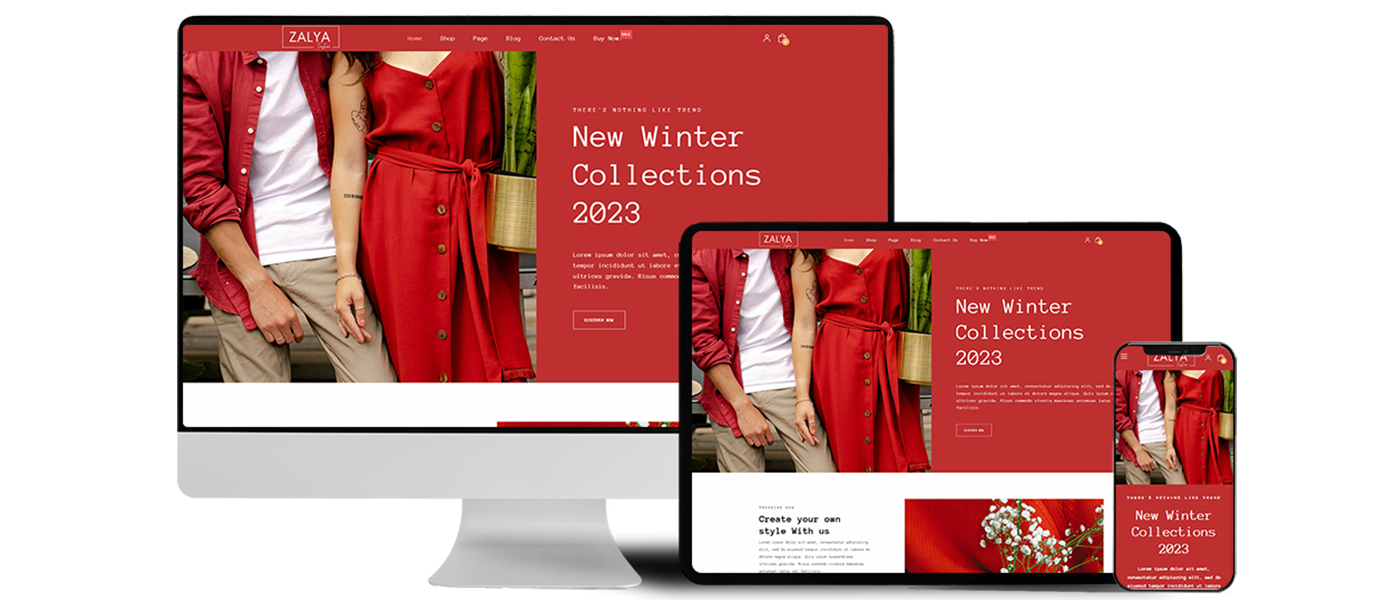 ZALYA
Fashion
Home Shop Page Blog Contact Us Buy Now SALE
THERE'S NOTHING LIKE TREND
New Winter
Collections
2023
Lorem ipsum dolor sit amet, c
tempor incididunt ut labore e
ultrices gravida. Risus commo
facilisis.
DISCOVER NOW
ZALYA
Home Shop Page Blog Contact Us Buy Now
THERE'S NOTHING LIKE TREND
New Winter
Collections
2023
Lorem ipsum dolor sit amet, consectetur adipiscing elit, sed do
tempor incididunt ut labore et dolore magna aliqua. Quis ipsum
ultrices gravida. Risus commodo viverra maecenas accumsan lacus
facilisis.
DISCOVER NOW
TRENDING NOW
Create your own
style With us
Lorem ipsum dolor sit amet, consectetur adipiscing
elit, sed do eiusmod tempor incididunt ut labore et
dolore magna aliqua. Quis ipsum suspendisse
ultrices gravida. Risus commodo viverra maecenas
accumsan lacus vel facilisis
ZALYA
THERE'S NOTHING LIKE TREND
New Winter
Collections
2023
Lorem ipsum dolor sit amet,
consectetur adipiscing elit, sed do
eiusmod tempor incididunt ut labore